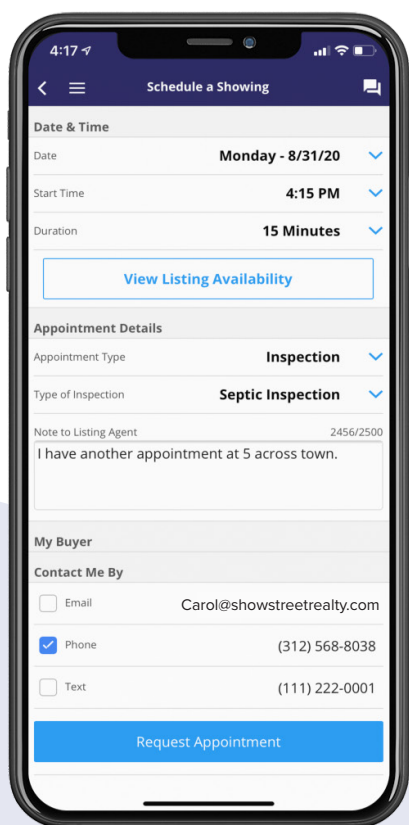 4:17
Schedule a Showing
Date & Time
Date Monday - 8/31/20
Start Time 4:15 PM
Duration 15 Minutes
View Listing Availability
Appointment Details
Appointment Type Inspection
Type of Inspection Septic Inspection
Note to Listing Agent 2456/2500
I have another appointment at 5 across town.
My Buyer
Contact Me By
Email Carol@showstreetrealty.com
Phone (312) 568-8038
Text (111) 222-0001
Request Appointment